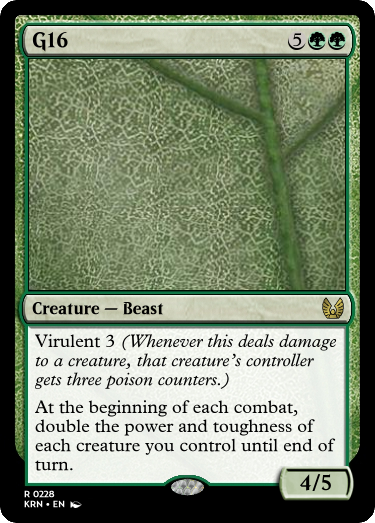 G16 5
Creature — Beast
Virulent 3 (Whenever this deals damage
to a creature, that creature's controller
gets three poison counters.)
At the beginning of each combat,
double the power and toughness of
each creature you control until end of
turn.
4/5
R 0228
KRN • EN